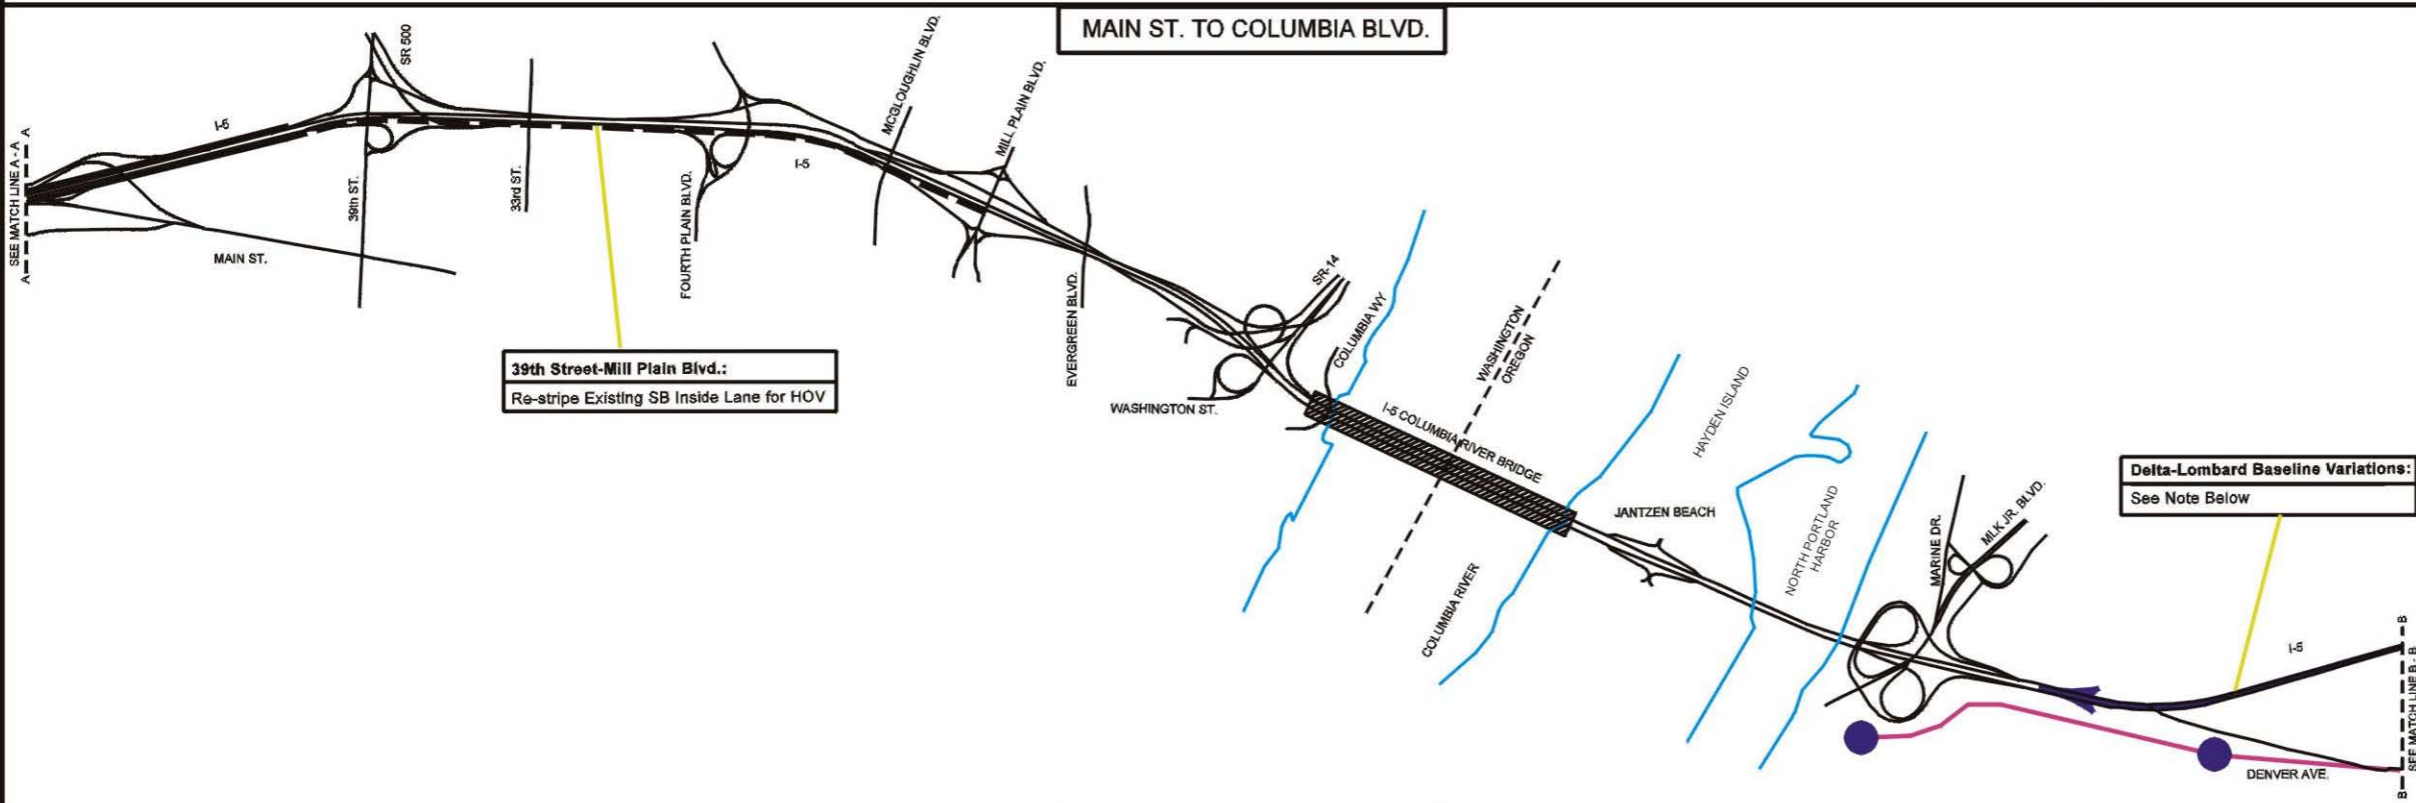 MAIN ST. TO COLUMBIA BLVD.
SEE MATCH LINE A - A
A
A
I-5
MAIN ST.
39th ST.
SR 500
33rd ST.
FOURTH PLAIN BLVD.
I-5
MCGLOUGHLIN BLVD.
MILL PLAIN BLVD.
EVERGREEN BLVD.
39th Street-Mill Plain Blvd.:
Re-stripe Existing SB Inside Lane for HOV
WASHINGTON ST.
SR-14
COLUMBIA WY
I-5 COLUMBIA RIVER BRIDGE
WASHINGTON
OREGON
COLUMBIA RIVER
HAYDEN ISLAND
JANTZEN BEACH
NORTH PORTLAND
HARBOR
MARINE DR.
MLK JR. BLVD.
Delta-Lombard Baseline Variations:
See Note Below
I-5
DENVER AVE.
B
SEE MATCH LINE B - B
B